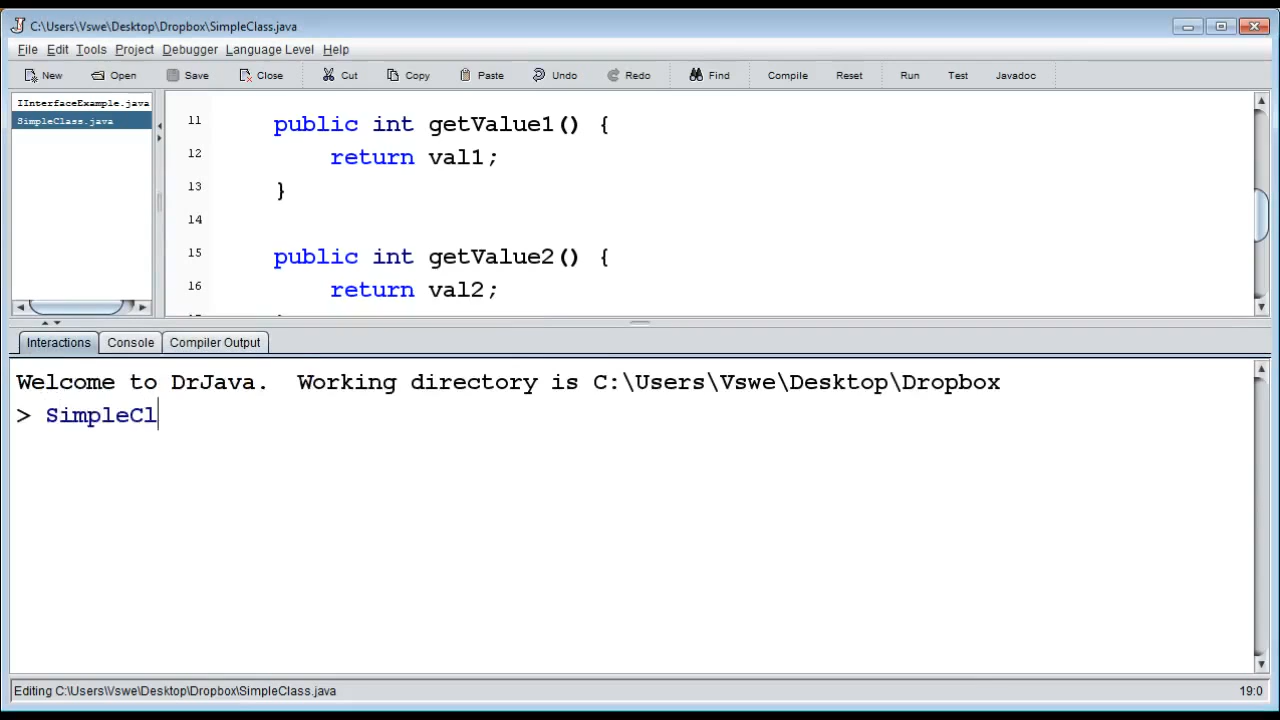 C:\Users\Vswe\Desktop\Dropbox\SimpleClass.java
File Edit Tools Project Debugger Language Level Help
New Open Save Close Cut Copy Paste Undo Redo Find Compile Reset Run Test Javadoc
IInterfaceExample.java
SimpleClass.java
11 public int getValue1() {
12 return val1;
13 }
14
15 public int getValue2() {
16 return val2;
Interactions Console Compiler Output
Welcome to DrJava. Working directory is C:\Users\Vswe\Desktop\Dropbox
> SimpleCl
Editing C:\Users\Vswe\Desktop\Dropbox\SimpleClass.java 19:0